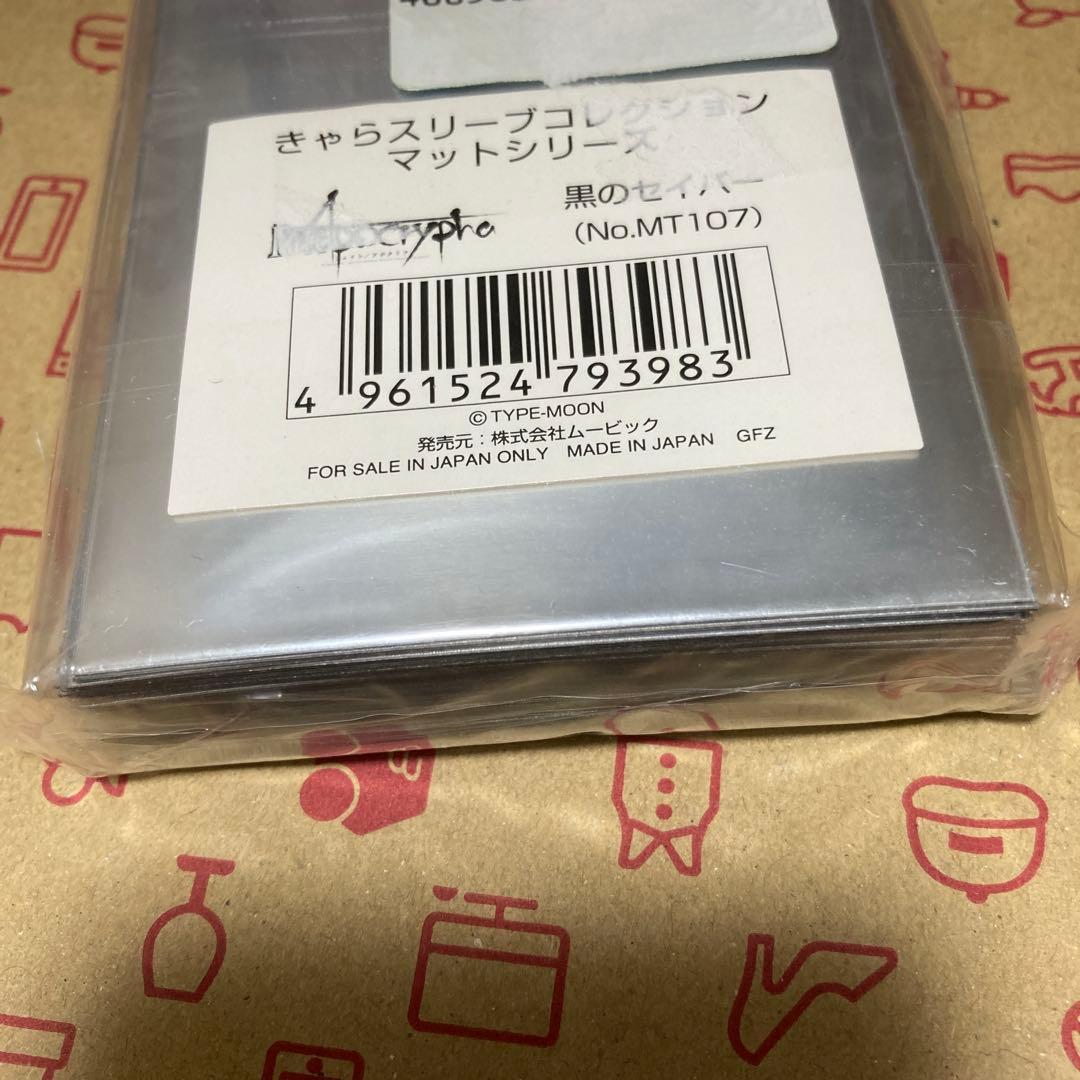 きゃらスリーブコレクション
マットシリーズ
Apocrypha
黒のセイバー
(No.MT107)
4 961524 793983
© TYPE-MOON
発売元：株式会社ムービック
FOR SALE IN JAPAN ONLY MADE IN JAPAN GFZ